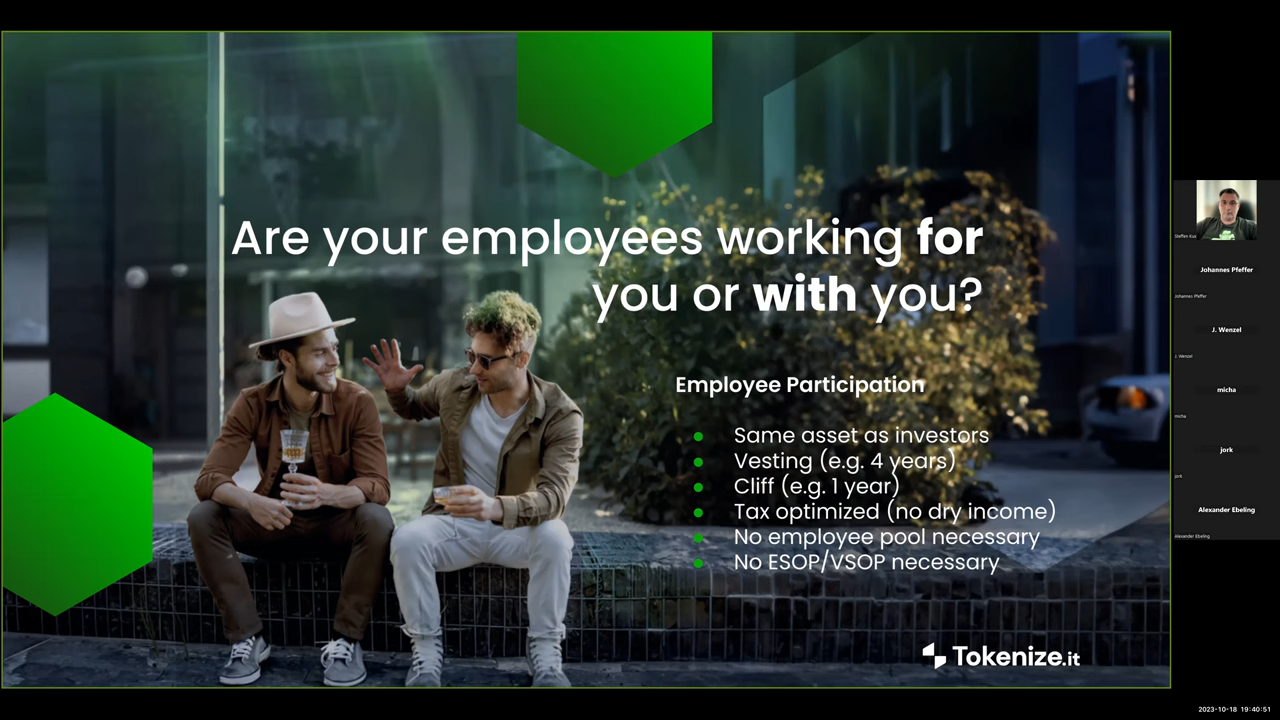 Are your employees working for
you or with you?
Employee Participation
Same asset as investors
Vesting (e.g. 4 years)
Cliff (e.g. 1 year)
Tax optimized (no dry income)
No employee pool necessary
No ESOP/VSOP necessary
Tokenize.it
Steffen Kus
Johannes Pfeffer
Johannes Pfeffer
J. Wenzel
J. Wenzel
micha
micha
jork
jork
Alexander Ebeling
Alexander Ebeling
2023-10-18 19:40:51